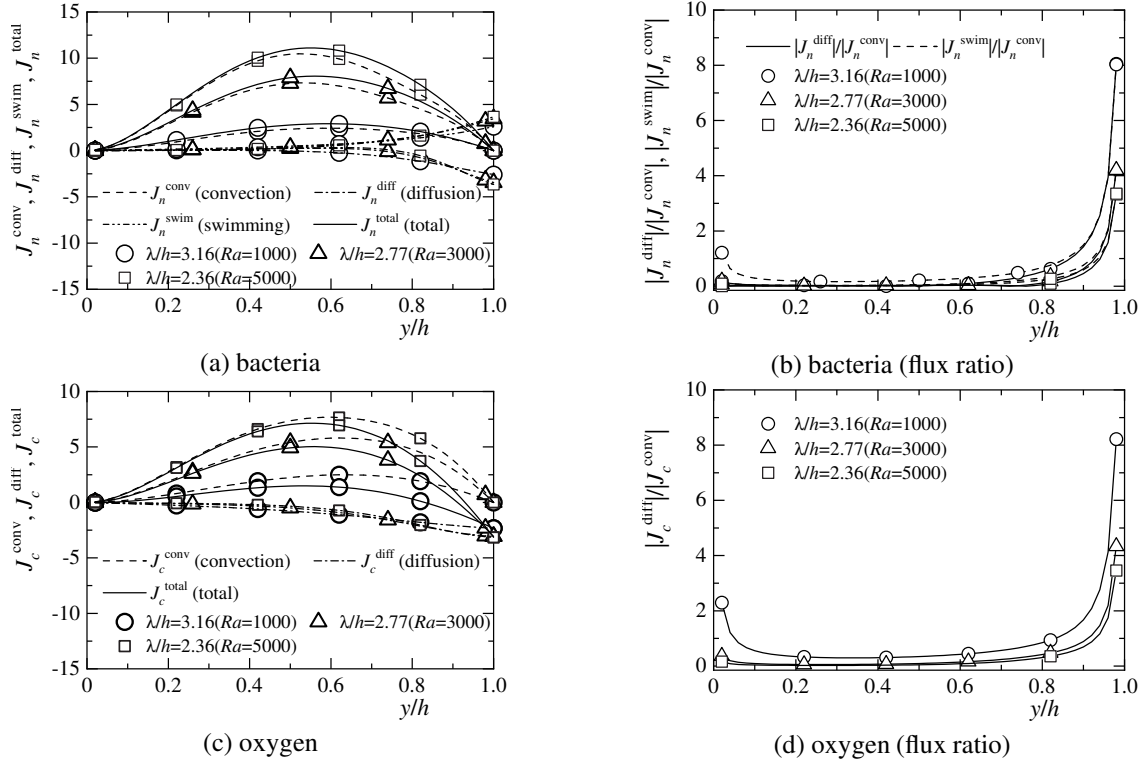 J_n^conv, J_n^diff, J_n^swim, J_n^total
15
10
5
0
-5
-10
15
J_n^conv (convection) J_n^diff (diffusion)
J_n^swim (swimming) J_n^total (total)
λ/h=3.16(Ra=1000) λ/h=2.77(Ra=3000)
λ/h=2.36(Ra=5000)
0 0.2 0.4 0.6 0.8 1.0
y/h
(a) bacteria
|J_n^diff|/|J_n^conv|, |J_n^swim|/|J_n^conv|
10
8
6
4
2
0
|J_n^diff|/|J_n^conv| |J_n^swim|/|J_n^conv|
λ/h=3.16(Ra=1000)
λ/h=2.77(Ra=3000)
λ/h=2.36(Ra=5000)
0 0.2 0.4 0.6 0.8 1.0
y/h
(b) bacteria (flux ratio)
J_c^conv, J_c^diff, J_c^total
10
5
0
-5
-10
-15
J_c^conv (convection) J_c^diff (diffusion)
J_c^total (total)
λ/h=3.16(Ra=1000) λ/h=2.77(Ra=3000)
λ/h=2.36(Ra=5000)
0 0.2 0.4 0.6 0.8 1.0
y/h
(c) oxygen
|J_c^diff|/|J_c^conv|
10
8
6
4
2
0
λ/h=3.16(Ra=1000)
λ/h=2.77(Ra=3000)
λ/h=2.36(Ra=5000)
0 0.2 0.4 0.6 0.8 1.0
y/h
(d) oxygen (flux ratio)